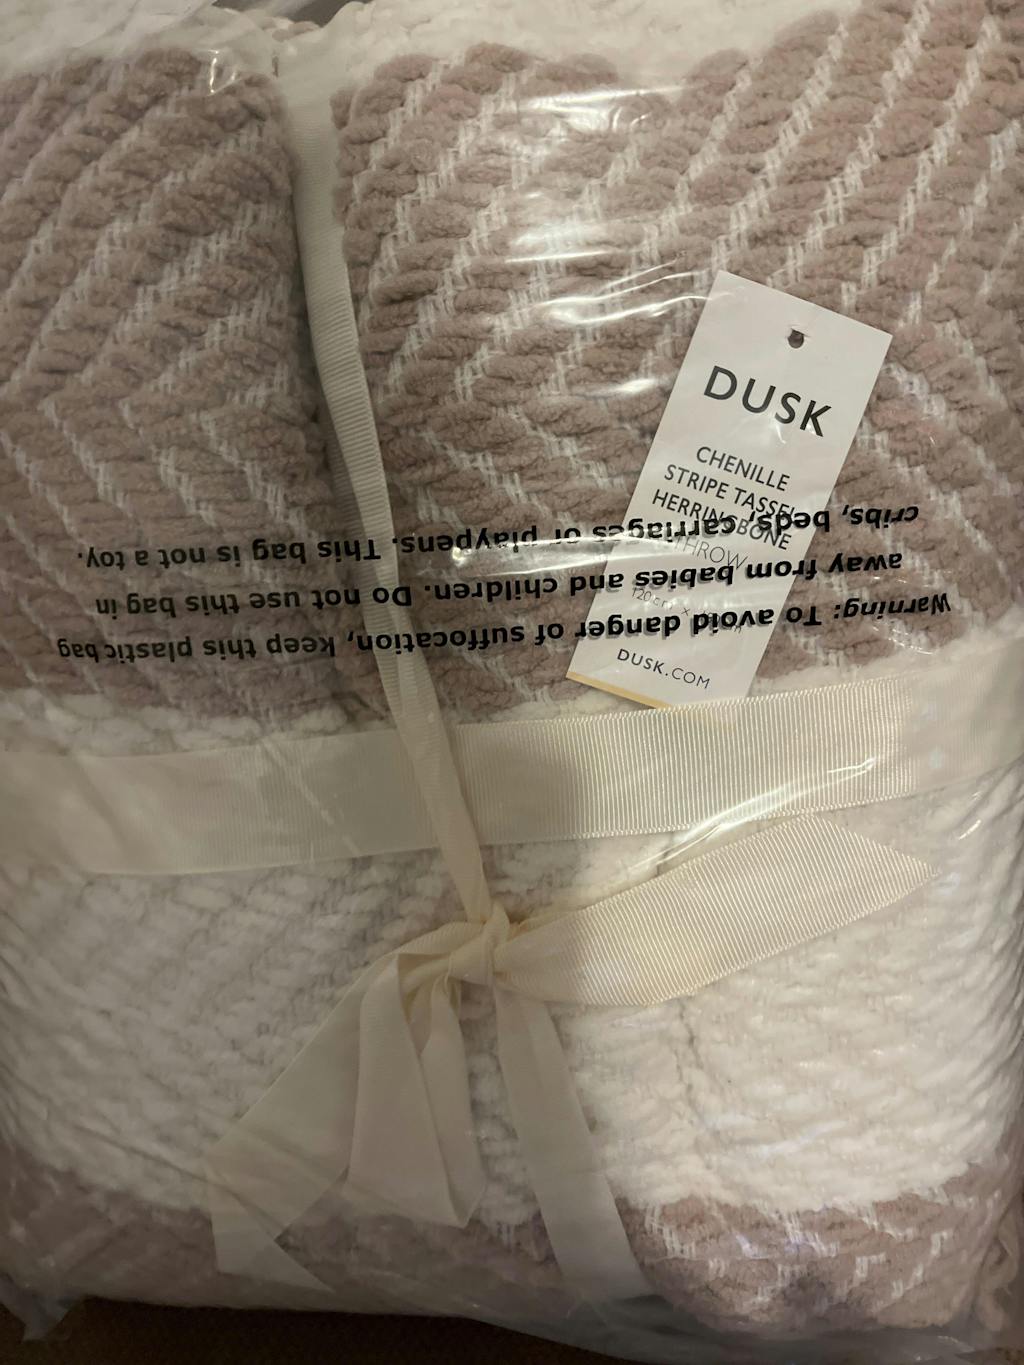 DUSK
CHENILLE
STRIPE TASSEL
HERRINGBONE
THROW
DUSK.COM
Warning: To avoid danger of suffocation, keep this plastic bag
away from babies and children. Do not use this bag in
cribs, beds, carriages or playpens. This bag is not a toy.